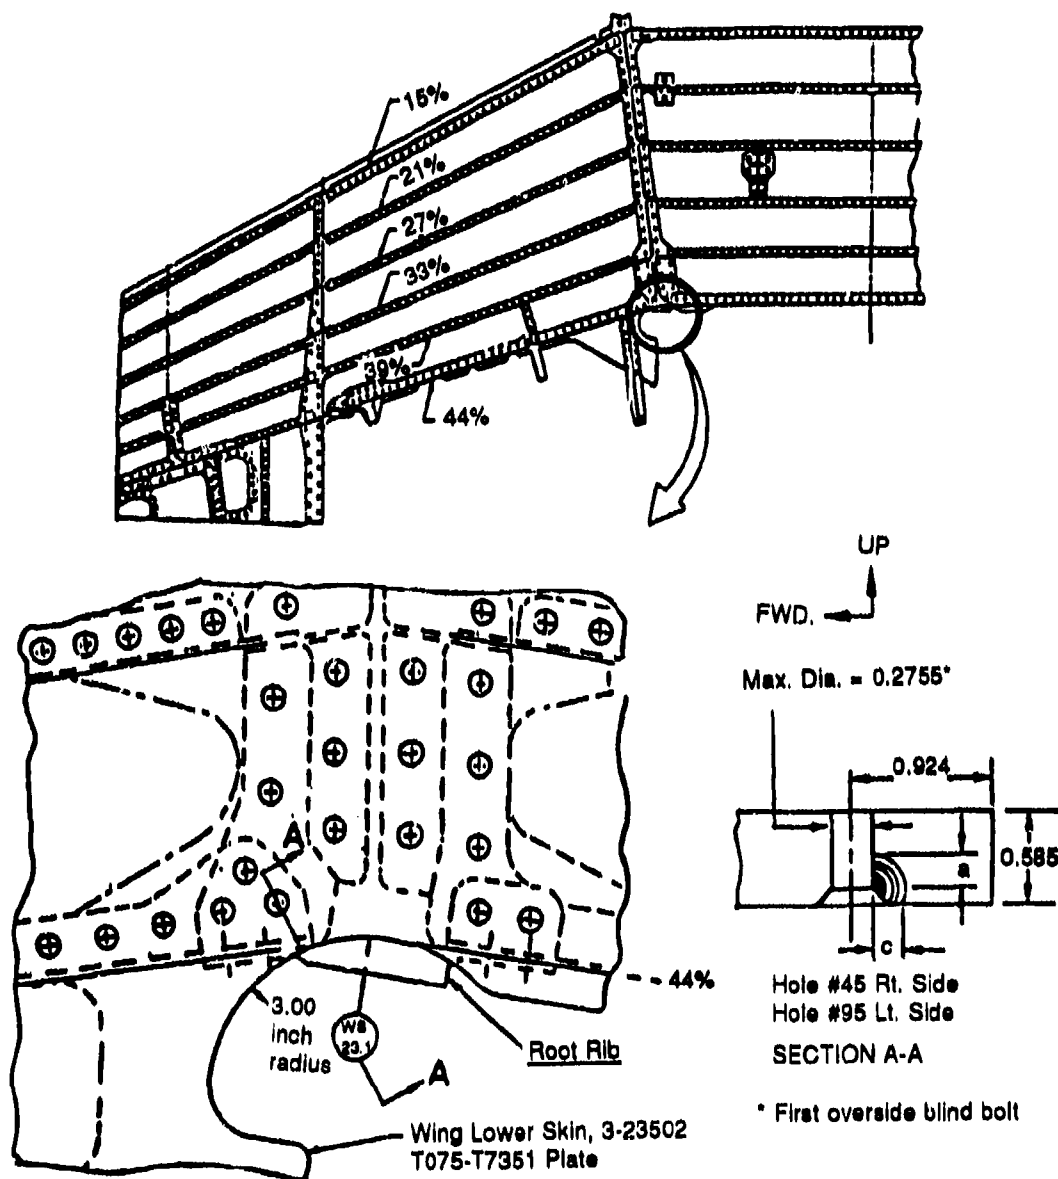 15%
21%
27%
33%
39%
44%
UP
FWD.
Max. Dia. = 0.2755*
0.924
0.585
a
c
A
44%
Hole #45 Rt. Side
Hole #95 Lt. Side
SECTION A-A
3.00
inch
radius
WS
23.1
Root Rib
A
* First overside blind bolt
Wing Lower Skin, 3-23502
T075-T7351 Plate